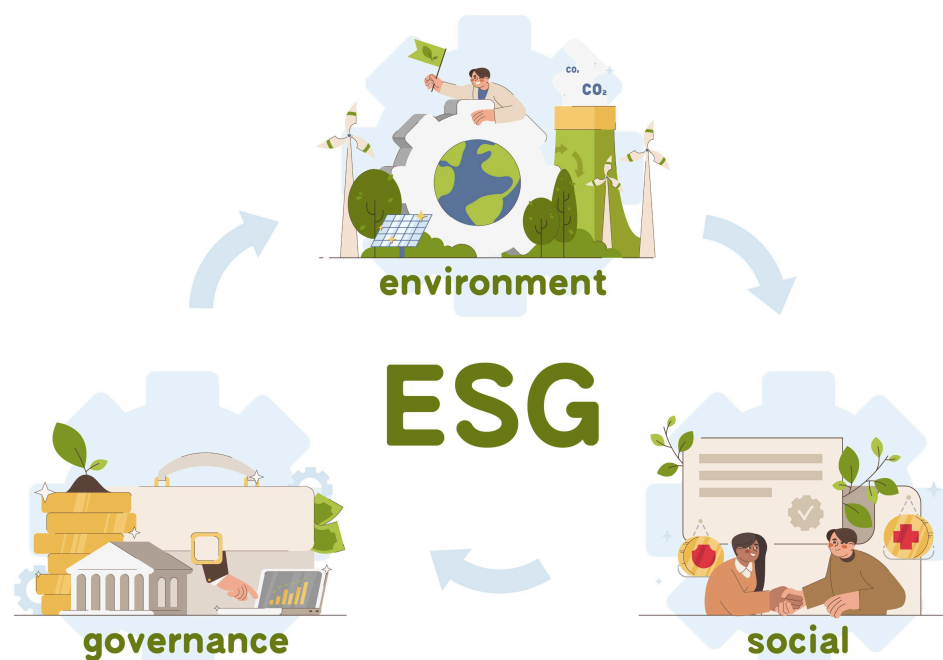 CO₂
CO₂
environment
ESG
governance
social